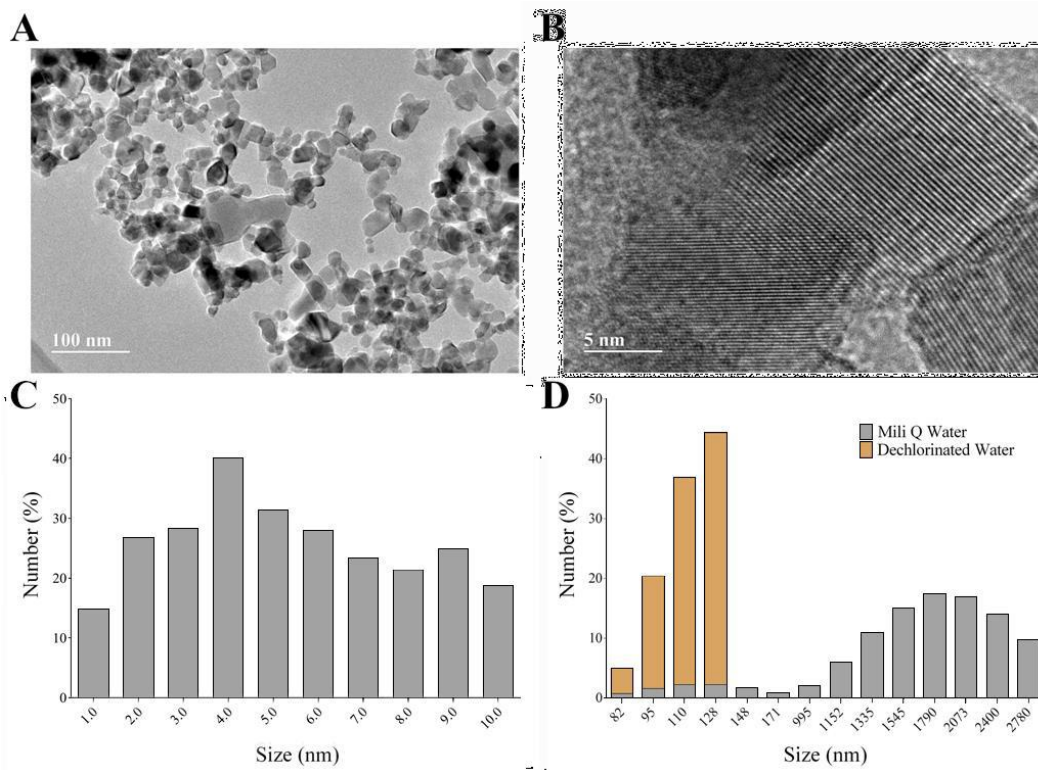 A
100 nm
B
5 nm
C
50
40
30
20
10
0
Number (%)
1.0 2.0 3.0 4.0 5.0 6.0 7.0 8.0 9.0 10.0
Size (nm)
D
50
40
30
20
10
0
Number (%)
Mili Q Water
Dechlorinated Water
82 95 110 128 148 171 995 1152 1335 1545 1790 2073 2400 2780
Size (nm)